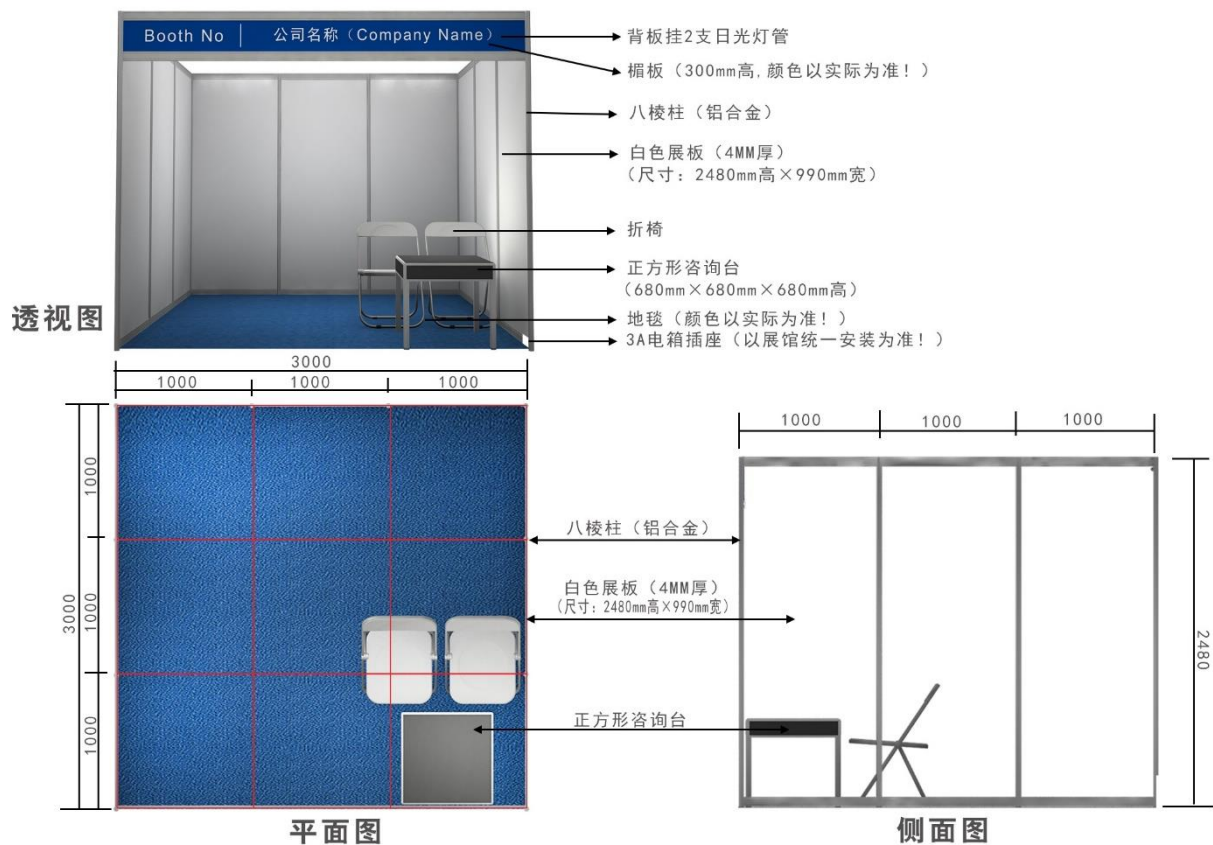 Booth No
公司名称（Company Name）
背板挂2支日光灯管
楣板（300mm高,颜色以实际为准！）
八棱柱（铝合金）
白色展板（4MM厚）
（尺寸：2480mm高×990mm宽）
折椅
正方形咨询台
（680mm×680mm×680mm高）
地毯（颜色以实际为准！）
3A电箱插座（以展馆统一安装为准！）
透视图
3000
1000
1000
1000
3000
1000
1000
1000
平面图
八棱柱（铝合金）
白色展板（4MM厚）
（尺寸：2480mm高×990mm宽）
正方形咨询台
1000
1000
1000
2480
侧面图